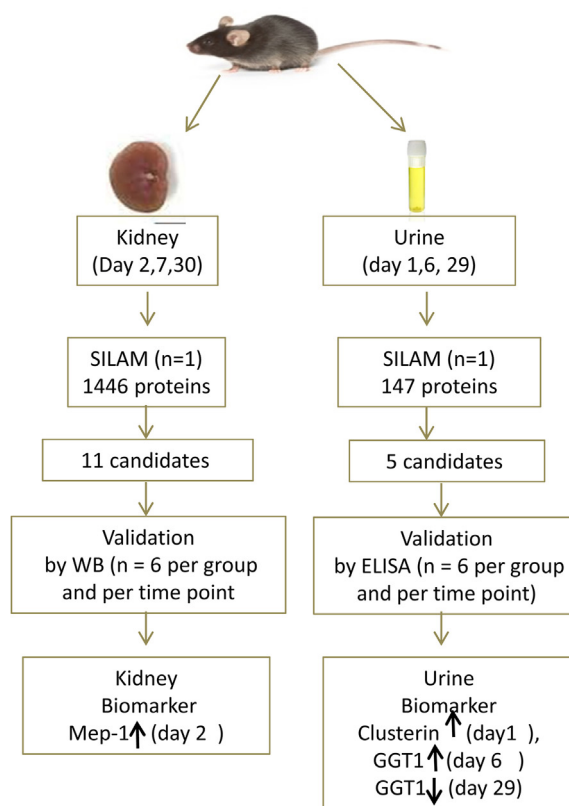 Kidney
(Day 2,7,30)
SILAM (n=1)
1446 proteins
11 candidates
Validation
by WB (n = 6 per group
and per time point
Kidney
Biomarker
Mep-1↑ (day 2 )
Urine
(day 1,6, 29)
SILAM (n=1)
147 proteins
5 candidates
Validation
by ELISA (n = 6 per group
and per time point)
Urine
Biomarker
Clusterin ↑ (day1 ),
GGT1↑ (day 6 )
GGT1↓ (day 29)